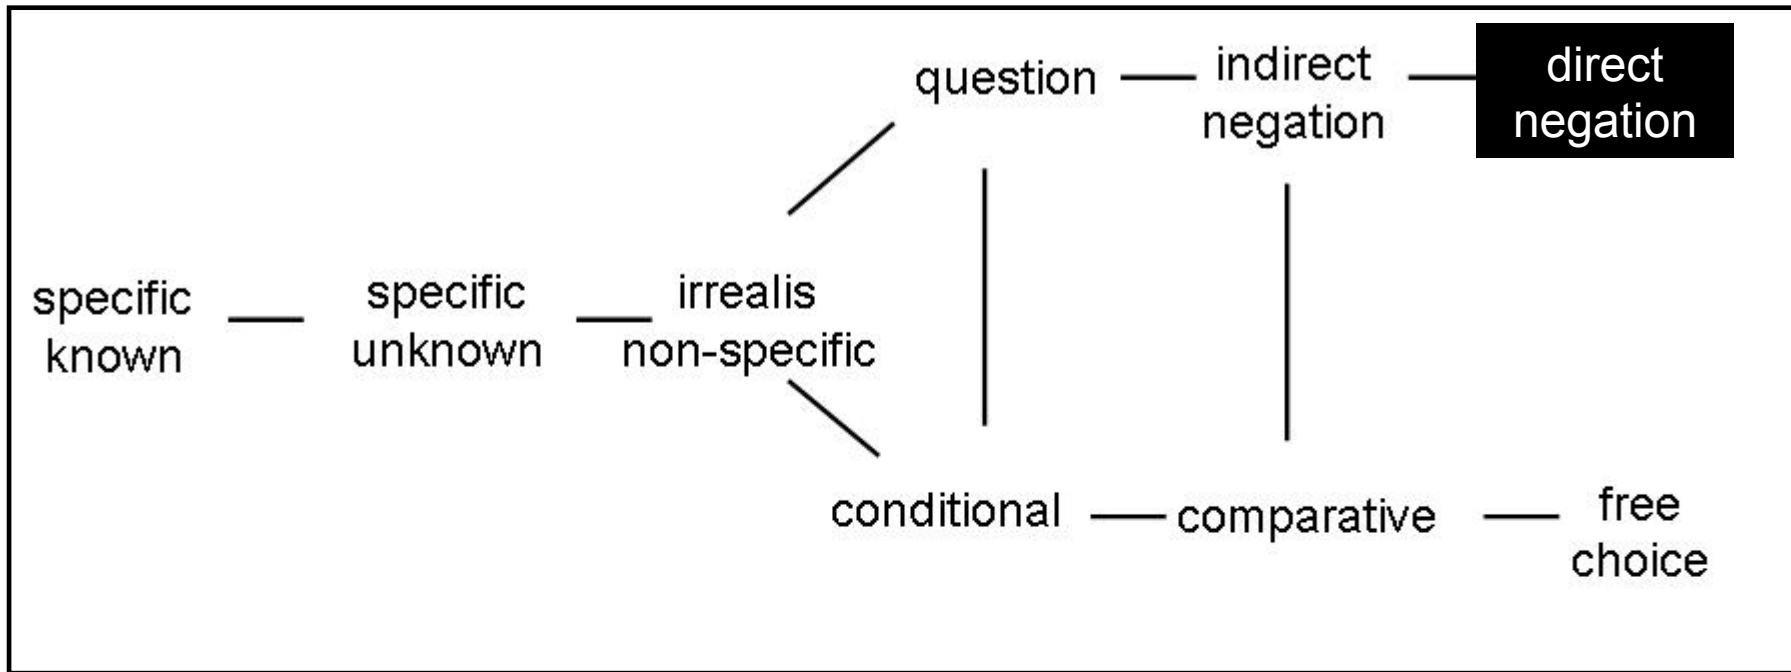 question
indirect
negation
direct
negation
specific
known
specific
unknown
irrealis
non-specific
conditional
comparative
free
choice